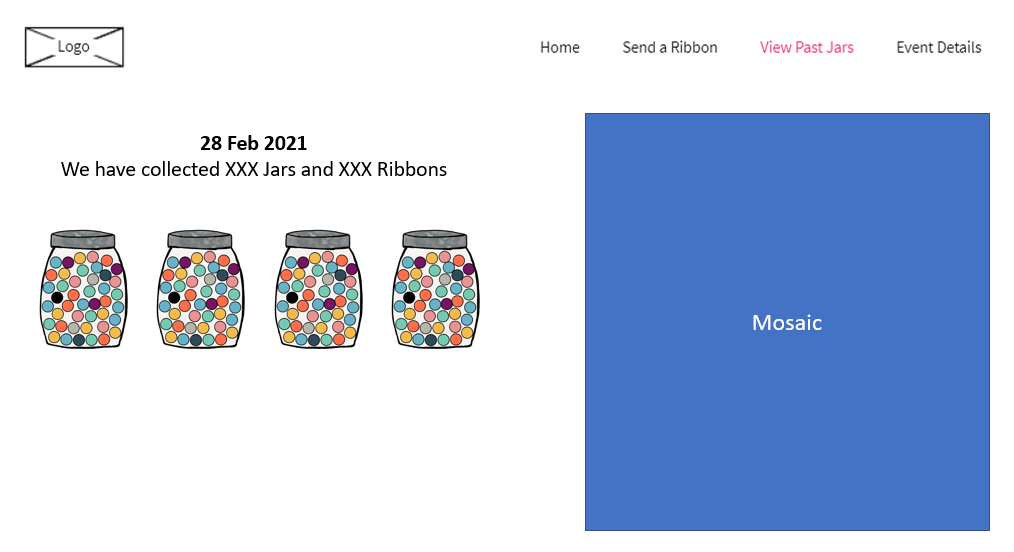 Logo
Home
Send a Ribbon
View Past Jars
Event Details
28 Feb 2021
We have collected XXX Jars and XXX Ribbons
Mosaic